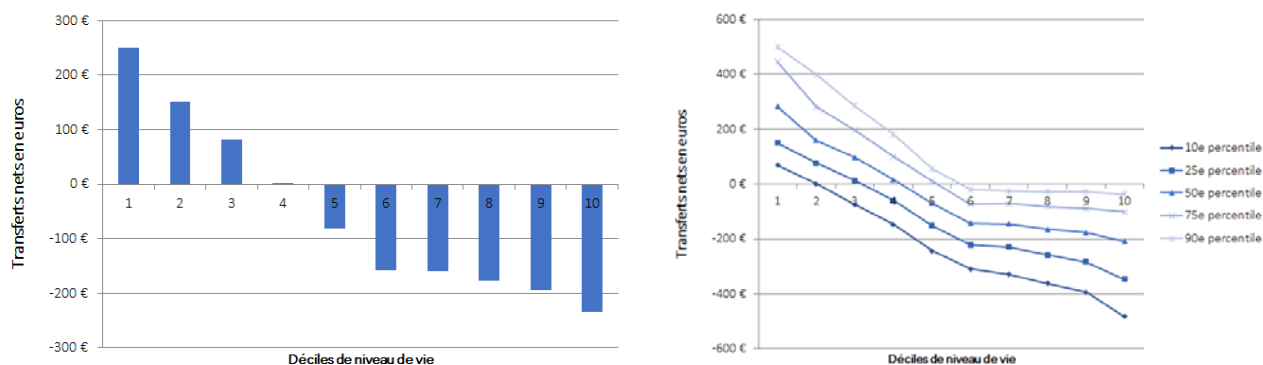 300 €
200 €
100 €
0 €
-100 €
-200 €
-300 €
Transferts nets en euros
1 2 3 4 5 6 7 8 9 10
Déciles de niveau de vie
600 €
400 €
200 €
0 €
-200 €
-400 €
-600 €
Transferts nets en euros
1 2 3 4 5 6 7 8 9 10
Déciles de niveau de vie
10e percentile
25e percentile
50e percentile
75e percentile
90e percentile